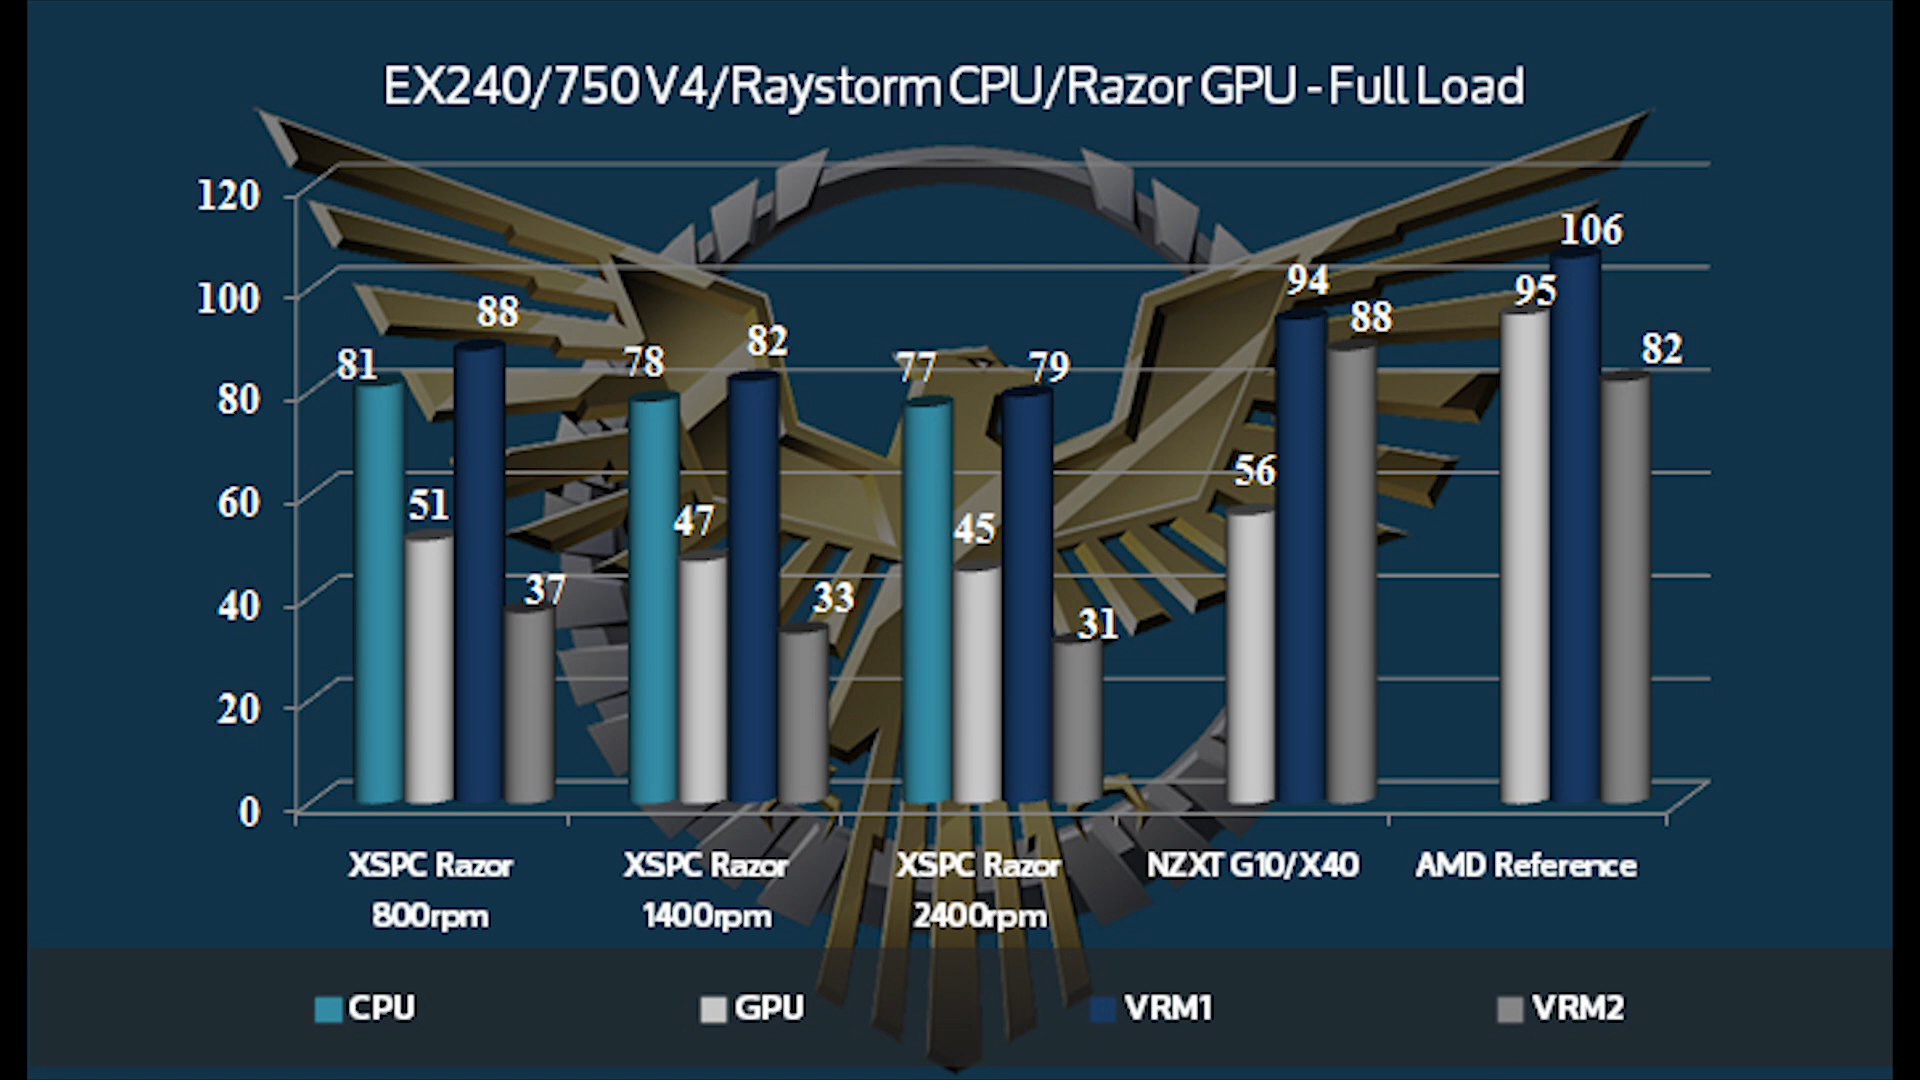 EX240/750 V4/Raystorm CPU/Razor GPU - Full Load
120
100
80
60
40
20
0
81
51
88
37
78
47
82
33
77
45
79
31
56
94
88
95
106
82
XSPC Razor
800rpm
XSPC Razor
1400rpm
XSPC Razor
2400rpm
NZXT G10/X40
AMD Reference
CPU
GPU
VRM1
VRM2